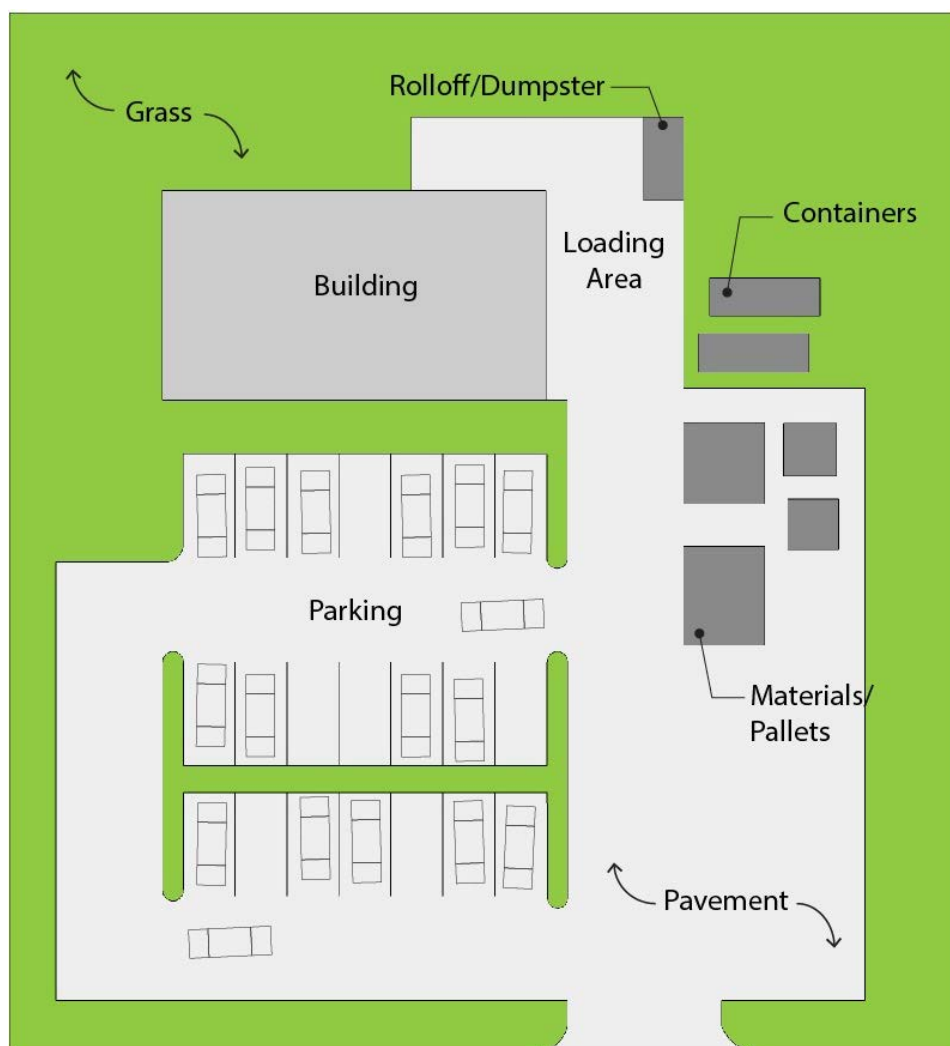 Rolloff/Dumpster
Grass
Containers
Loading
Area
Building
Parking
Materials/
Pallets
Pavement